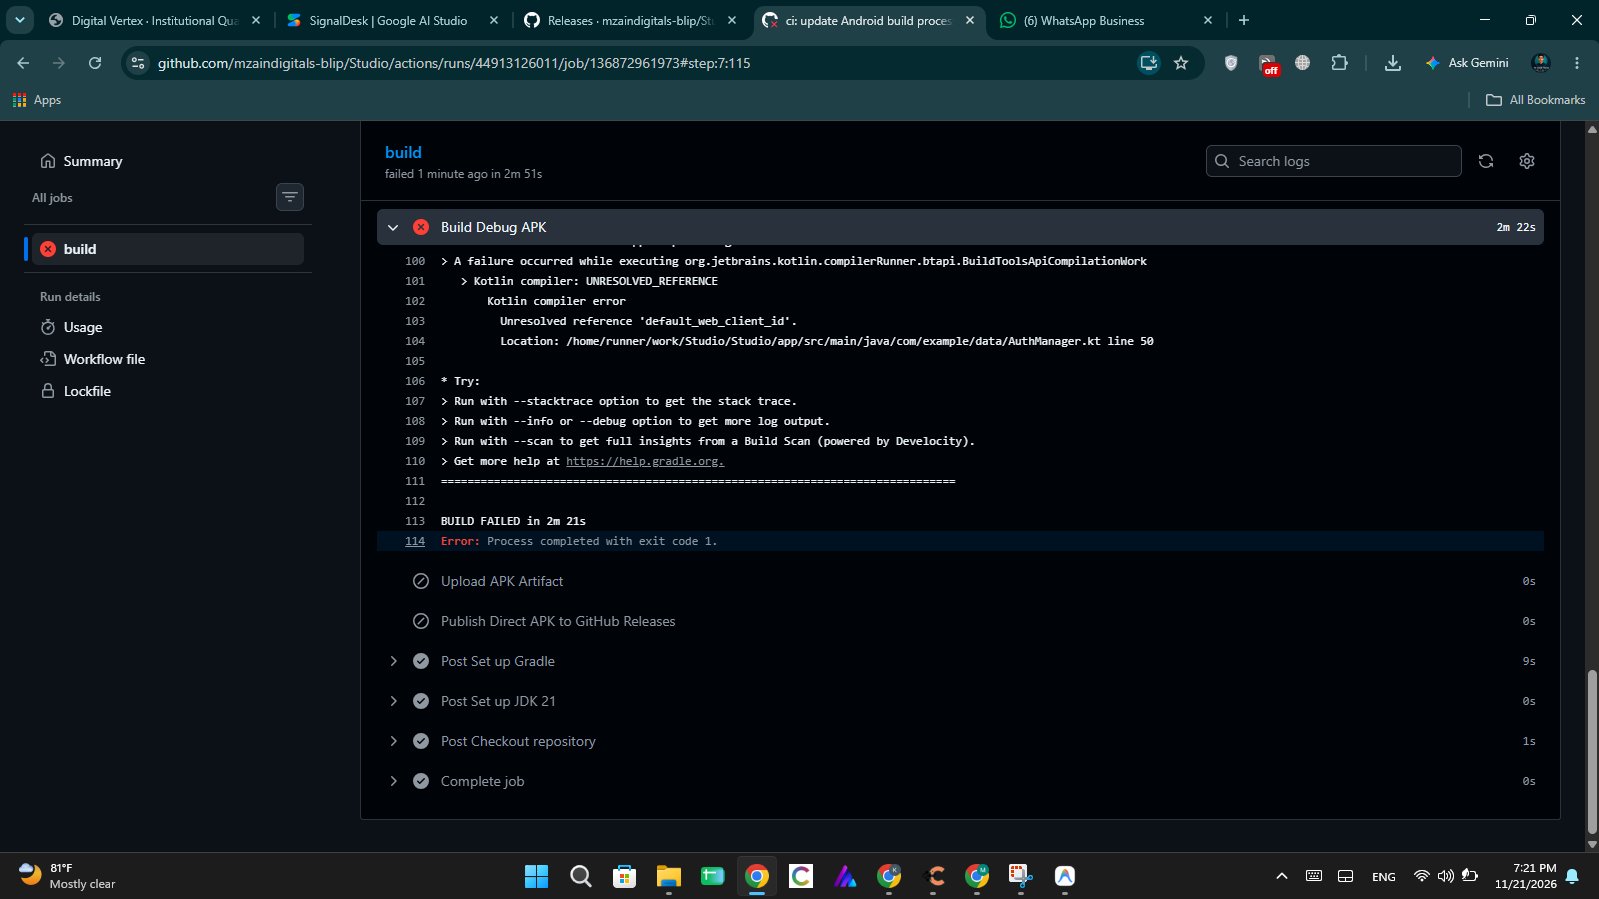 Digital Vertex · Institutional Qua
SignalDesk | Google AI Studio
Releases · mzaindigitals-blip/Stu
ci: update Android build proces
(6) WhatsApp Business
github.com/mzaindigitals-blip/Studio/actions/runs/44913126011/job/136872961973#step:7:115
off
Ask Gemini
Apps
All Bookmarks
Summary
All jobs
build
Run details
Usage
Workflow file
Lockfile
build
failed 1 minute ago in 2m 51s
Search logs
Build Debug APK
2m 22s
100 > A failure occurred while executing org.jetbrains.kotlin.compilerRunner.btapi.BuildToolsApiCompilationWork
101 > Kotlin compiler: UNRESOLVED_REFERENCE
102 Kotlin compiler error
103 Unresolved reference 'default_web_client_id'.
104 Location: /home/runner/work/Studio/Studio/app/src/main/java/com/example/data/AuthManager.kt line 50
105
106 * Try:
107 > Run with --stacktrace option to get the stack trace.
108 > Run with --info or --debug option to get more log output.
109 > Run with --scan to get full insights from a Build Scan (powered by Develocity).
110 > Get more help at https://help.gradle.org.
111 ==============================================================================
112
113 BUILD FAILED in 2m 21s
114 Error: Process completed with exit code 1.
Upload APK Artifact 0s
Publish Direct APK to GitHub Releases 0s
Post Set up Gradle 9s
Post Set up JDK 21 0s
Post Checkout repository 1s
Complete job 0s
81°F
Mostly clear
ENG
7:21 PM
11/21/2026